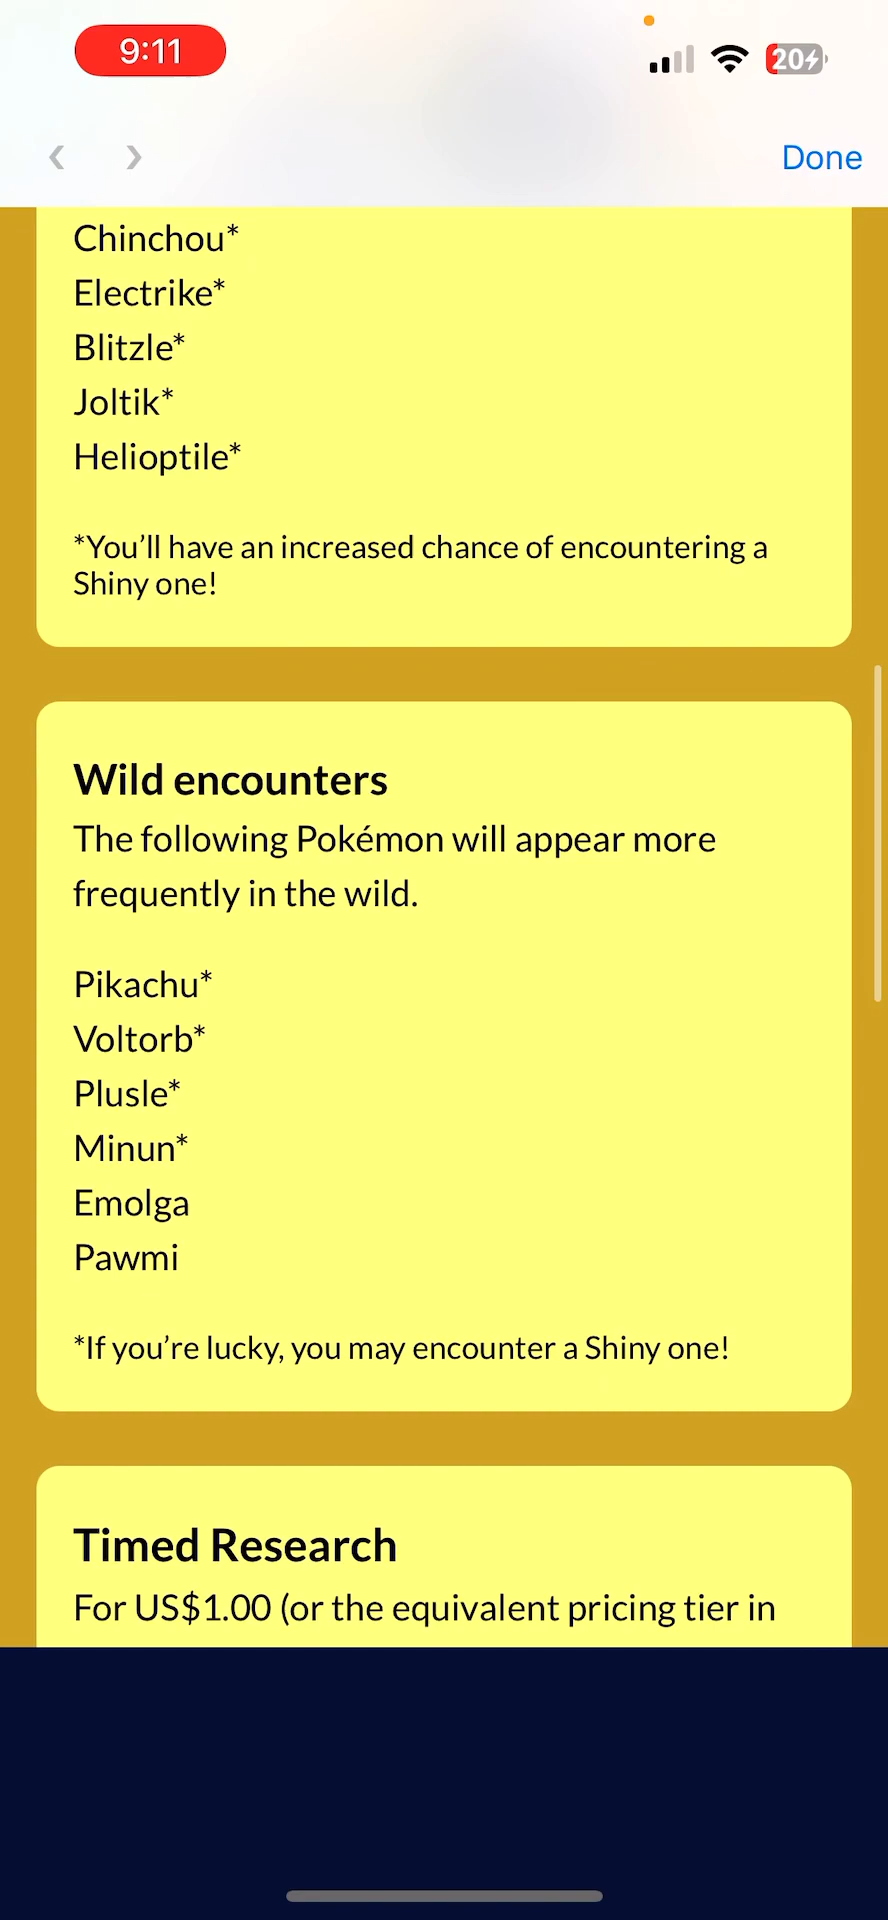 9:11
20
Done
Chinchou*
Electrike*
Blitzle*
Joltik*
Helioptile*
*You’ll have an increased chance of encountering a
Shiny one!
Wild encounters
The following Pokémon will appear more
frequently in the wild.
Pikachu*
Voltorb*
Plusle*
Minun*
Emolga
Pawmi
*If you’re lucky, you may encounter a Shiny one!
Timed Research
For US$1.00 (or the equivalent pricing tier in